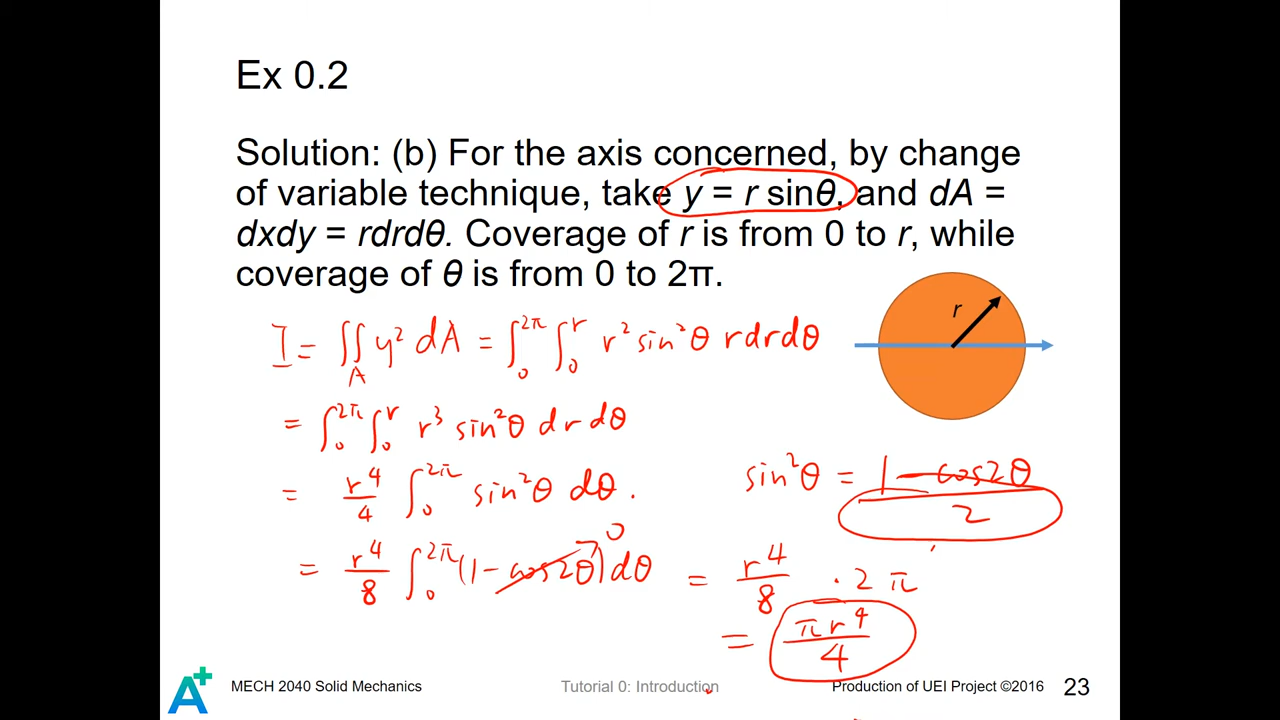 Ex 0.2
Solution: (b) For the axis concerned, by change
of variable technique, take y = r sinθ, and dA =
dxdy = rdrdθ. Coverage of r is from 0 to r, while
coverage of θ is from 0 to 2π.
r
I = ∬_A y² dA = ∫₀^2π ∫₀^r r² sin²θ rdrdθ
= ∫₀^2π ∫₀^r r³ sin²θ dr dθ
= r⁴/4 ∫₀^2π sin²θ dθ.
sin²θ = (1 - cos2θ)/2
= r⁴/8 ∫₀^2π (1 - cos2θ) dθ
0
= r⁴/8 · 2π
= πr⁴/4
A+
MECH 2040 Solid Mechanics
Tutorial 0: Introduction
Production of UEI Project ©2016
23